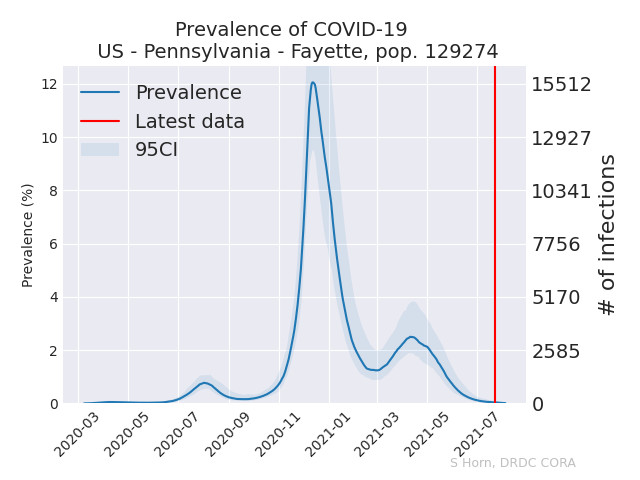 Prevalence of COVID-19
US - Pennsylvania - Fayette, pop. 129274
Prevalence
Latest data
95CI
Prevalence (%)
12
10
8
6
4
2
0
15512
12927
10341
7756
5170
2585
0
# of infections
2020-03
2020-05
2020-07
2020-09
2020-11
2021-01
2021-03
2021-05
2021-07
S Horn, DRDC CORA